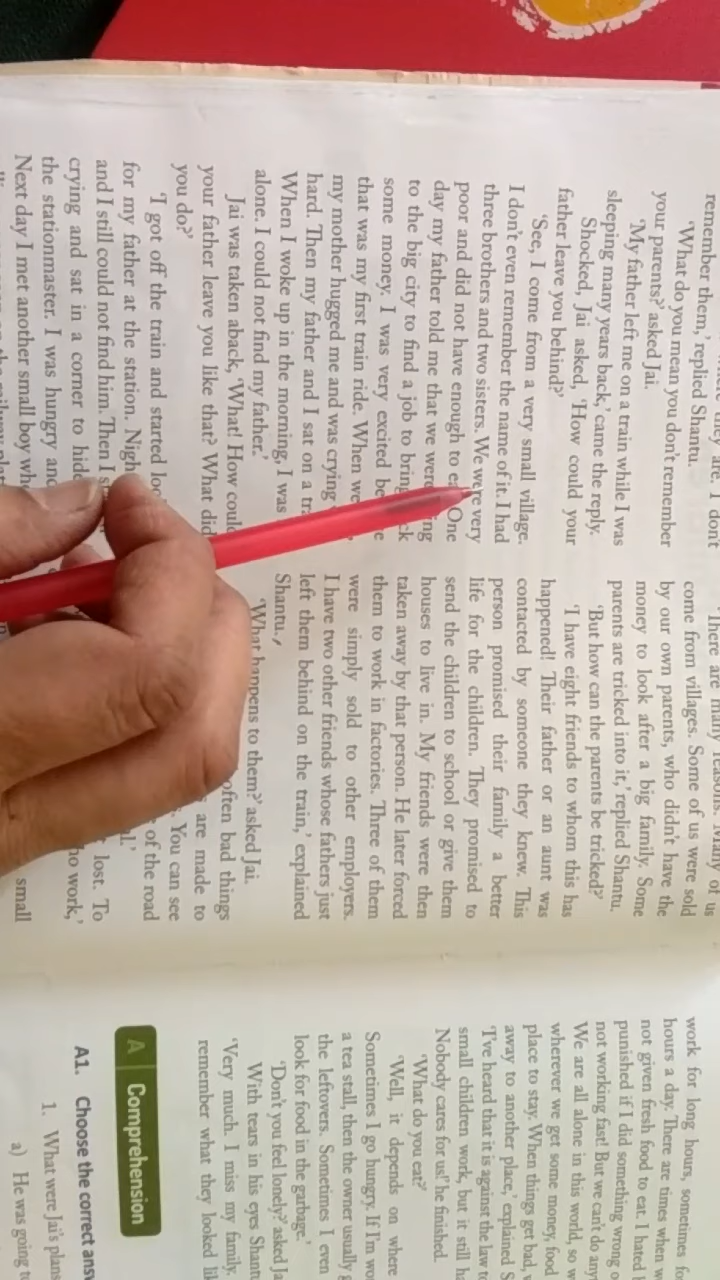 they are. I don't
remember them,' replied Shantu.
'What do you mean you don't remember
your parents?' asked Jai.
'My father left me on a train while I was
sleeping many years back,' came the reply.
Shocked, Jai asked, 'How could your
father leave you behind?'
'See, I come from a very small village.
I don't even remember the name of it. I had
three brothers and two sisters. We were very
poor and did not have enough to One
day my father told me that we were
to the big city to find a job to bring
some money. I was very excited
that was my first train ride. When we
my mother hugged me and was crying
hard. Then my father and I sat on a
When I woke up in the morning, I was
alone. I could not find my father.'
Jai was taken aback, 'What! How could
your father leave you like that? What did
you do?'
'I got off the train and started
for my father at the station.
and I still could not find him. Then I
crying and sat in a corner to
the stationmaster. I was hungry and
Next day I met another small boy
on the railway
'There are many reasons. Many of us
come from villages. Some of us were sold
by our own parents, who didn't have the
money to look after a big family. Some
parents are tricked into it,' replied Shantu.
'But how can the parents be tricked?'
'I have eight friends to whom this has
happened! Their father or an aunt was
contacted by someone they knew. This
person promised their family a better
life for the children. They promised to
send the children to school or give them
houses to live in. My friends were then
taken away by that person. He later forced
them to work in factories. Three of them
were simply sold to other employers.
I have two other friends whose fathers just
left them behind on the train,' explained
Shantu.
'What happens to them?' asked Jai.
often bad things
are made to
You can see
of the road
lost. To
work,'
small
work for long hours, sometimes
hours a day. There are times when
not given fresh food to eat. I hated
punished if I did something wrong
not working fast! But we can't do
We are all alone in this world, so
wherever we get some money, food
place to stay. When things get bad,
away to another place,' explained
'I've heard that it is against the law to
small children work, but it still
Nobody cares for us!' he finished.
'What do you eat?'
'Well, it depends on where
Sometimes I go hungry. If I'm
a tea stall, then the owner usually
the leftovers. Sometimes I even
look for food in the garbage.'
'Don't you feel lonely?' asked
With tears in his eyes
'Very much. I miss my family.
remember what they looked
A Comprehension
A1. Choose the correct
1. What were Jai's plans
a) He was going